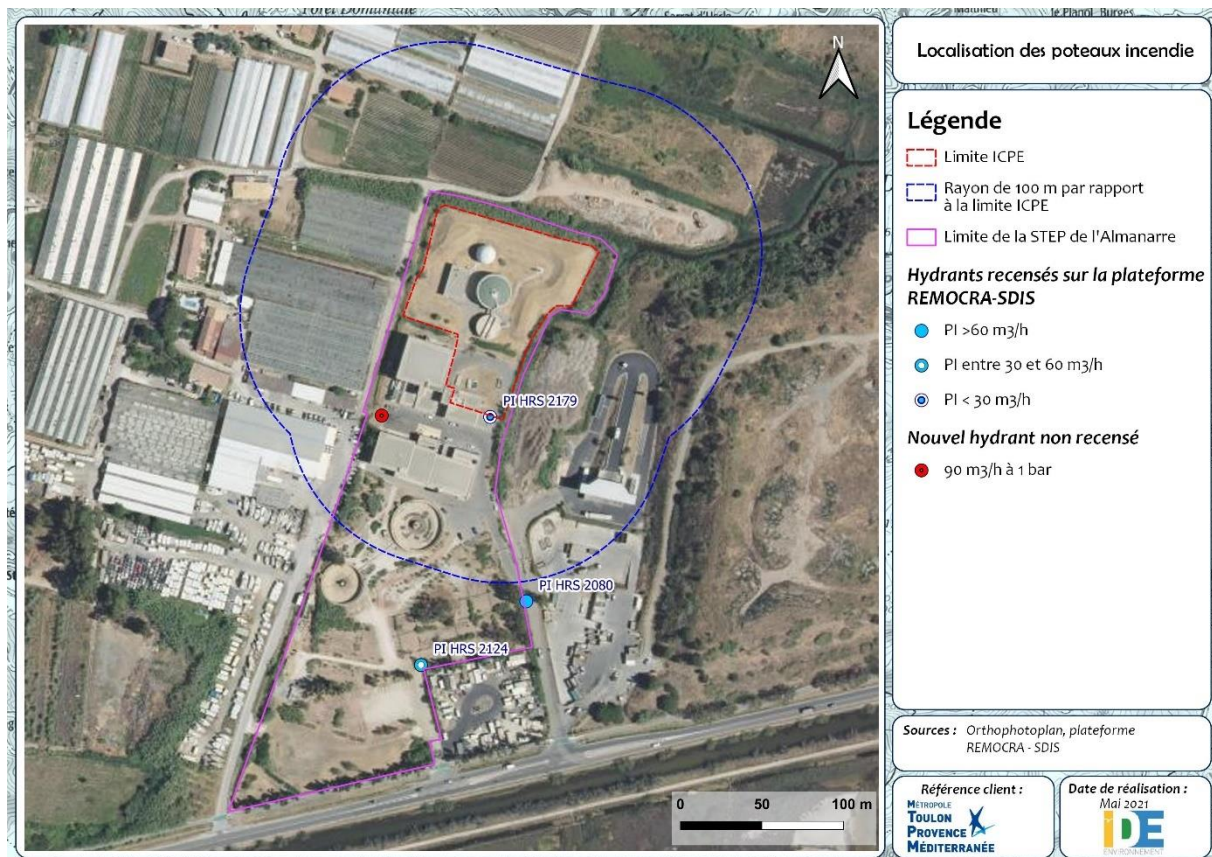 Forêt Domaniale
Localisation des poteaux incendie
N
Légende
Limite ICPE
Rayon de 100 m par rapport
à la limite ICPE
Limite de la STEP de l'Almanarre
Hydrants recensés sur la plateforme
REMOCRA-SDIS
PI >60 m3/h
PI entre 30 et 60 m3/h
PI < 30 m3/h
Nouvel hydrant non recensé
90 m3/h à 1 bar
PI HRS 2179
PI HRS 2080
PI HRS 2124
0 50 100 m
Sources : Orthophotoplan, plateforme
REMOCRA - SDIS
Référence client :
MÉTROPOLE
TOULON
PROVENCE
MÉDITERRANÉE
Date de réalisation :
Mai 2021
IDE
ENVIRONNEMENT